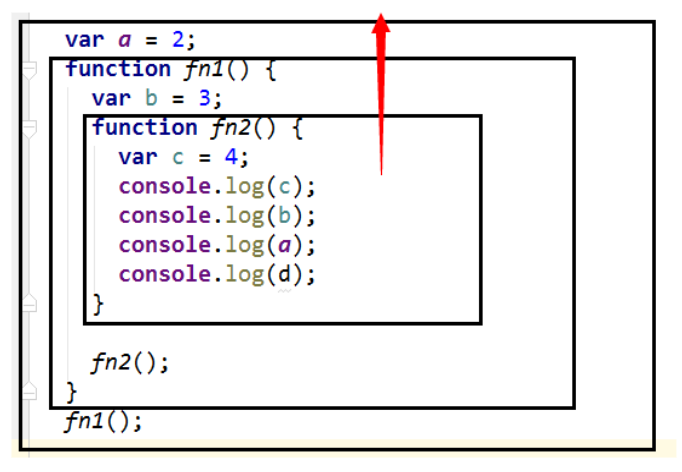 var a = 2;
function fn1() {
  var b = 3;
  function fn2() {
    var c = 4;
    console.log(c);
    console.log(b);
    console.log(a);
    console.log(d);
  }
  fn2();
}
fn1();